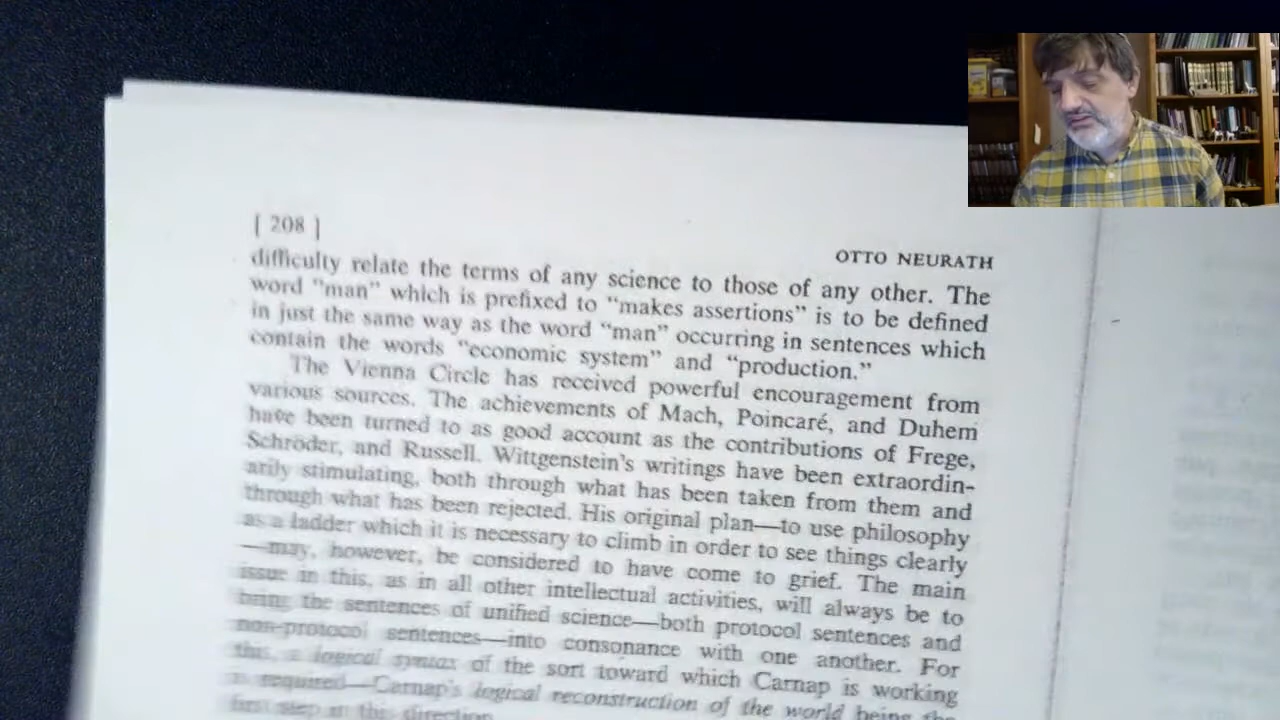 [ 208 ]
OTTO NEURATH
difficulty relate the terms of any science to those of any other. The
word "man" which is prefixed to "makes assertions" is to be defined
in just the same way as the word "man" occurring in sentences which
contain the words "economic system" and "production."
The Vienna Circle has received powerful encouragement from
various sources. The achievements of Mach, Poincaré, and Duhem
have been turned to as good account as the contributions of Frege,
Schröder, and Russell. Wittgenstein's writings have been extraordin-
arily stimulating, both through what has been taken from them and
through what has been rejected. His original plan—to use philosophy
as a ladder which it is necessary to climb in order to see things clearly
—may, however, be considered to have come to grief. The main
issue in this, as in all other intellectual activities, will always be to
bring the sentences of unified science—both protocol sentences and
non-protocol sentences—into consonance with one another. For
this, a logical syntax of the sort toward which Carnap is working
is required—Carnap's logical reconstruction of the world being the
first step in this direction.